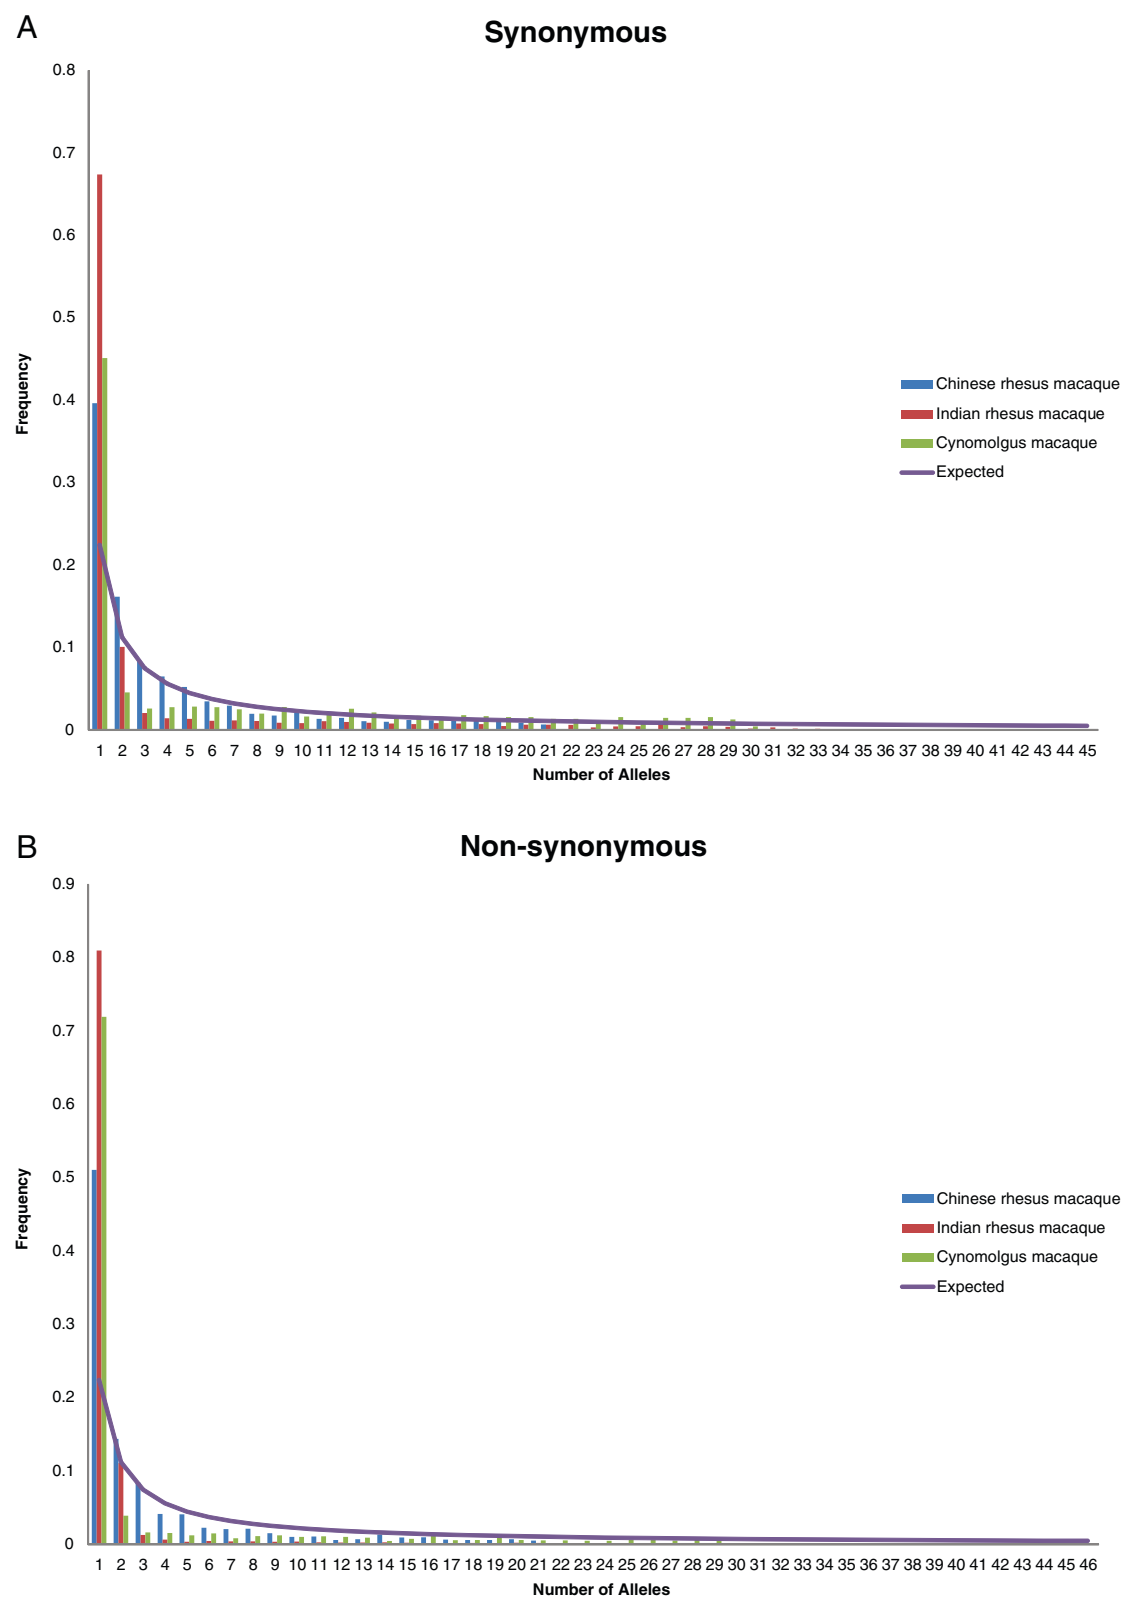 A
Synonymous
0.8
0.7
0.6
0.5
0.4
0.3
0.2
0.1
0
Frequency
Chinese rhesus macaque
Indian rhesus macaque
Cynomolgus macaque
Expected
1 2 3 4 5 6 7 8 9 10 11 12 13 14 15 16 17 18 19 20 21 22 23 24 25 26 27 28 29 30 31 32 33 34 35 36 37 38 39 40 41 42 43 44 45
Number of Alleles
B
Non-synonymous
0.9
0.8
0.7
0.6
0.5
0.4
0.3
0.2
0.1
0
Frequency
Chinese rhesus macaque
Indian rhesus macaque
Cynomolgus macaque
Expected
1 2 3 4 5 6 7 8 9 10 11 12 13 14 15 16 17 18 19 20 21 22 23 24 25 26 27 28 29 30 31 32 33 34 35 36 37 38 39 40 41 42 43 44 45 46
Number of Alleles